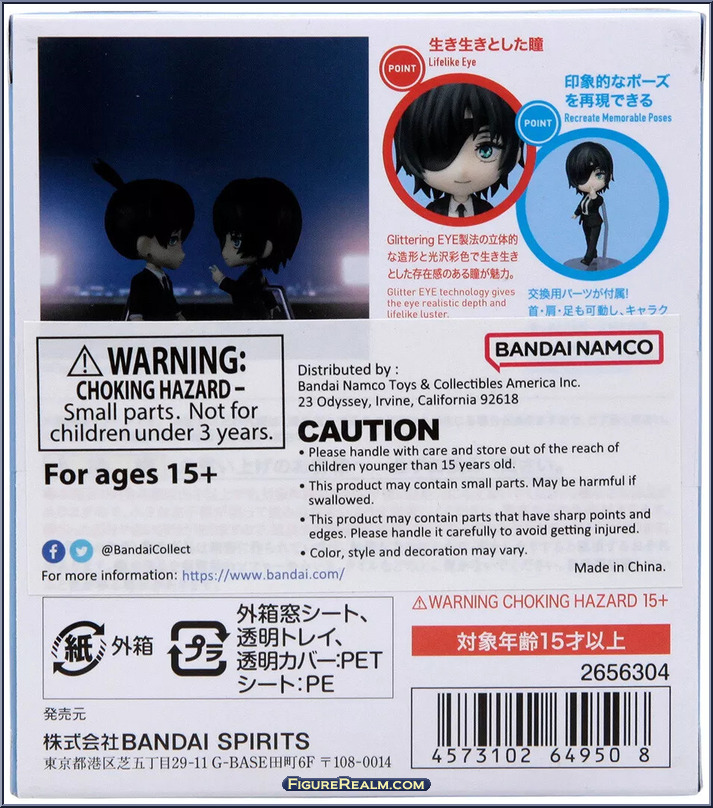 POINT
生き生きとした瞳
Lifelike Eye
POINT
印象的なポーズ
を再現できる
Recreate Memorable Poses
Glittering EYE製法の立体的
な造形と光沢彩色で生き生き
とした存在感のある瞳が魅力。
Glitter EYE technology gives
the eye realistic depth and
lifelike luster.
交換用パーツが付属!
首・肩・足も可動し、キャラク
⚠WARNING:
CHOKING HAZARD –
Small parts. Not for
children under 3 years.
For ages 15+
@BandaiCollect
For more information: https://www.bandai.com/
BANDAI NAMCO
Distributed by :
Bandai Namco Toys & Collectibles America Inc.
23 Odyssey, Irvine, California 92618
CAUTION
• Please handle with care and store out of the reach of
children younger than 15 years old.
• This product may contain small parts. May be harmful if
swallowed.
• This product may contain parts that have sharp points and
edges. Please handle it carefully to avoid getting injured.
• Color, style and decoration may vary.
Made in China.
⚠WARNING CHOKING HAZARD 15+
対象年齢15才以上
紙 外箱
プラ
外箱窓シート、
透明トレイ、
透明カバー:PET
シート:PE
2656304
4573102 649508
発売元
株式会社BANDAI SPIRITS
東京都港区芝五丁目29-11 G-BASE田町6F 〒108-0014
FIGUREREALM.COM